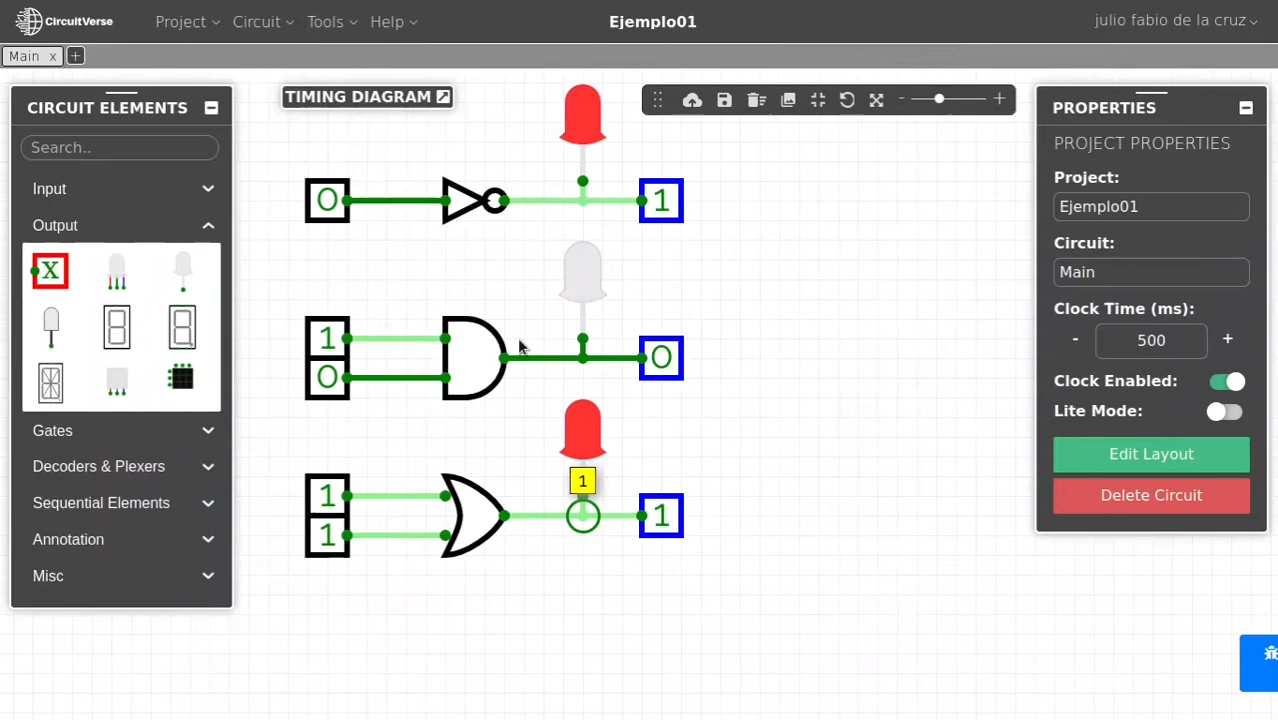 CircuitVerse Project Circuit Tools Help Ejemplo01 julio fabio de la cruz
Main x +
CIRCUIT ELEMENTS
Search..
Input
Output
X
Gates
Decoders & Plexers
Sequential Elements
Annotation
Misc
TIMING DIAGRAM
- +
0 1
1
0
0
1
1
1
1
PROPERTIES
PROJECT PROPERTIES
Project:
Ejemplo01
Circuit:
Main
Clock Time (ms):
- 500 +
Clock Enabled:
Lite Mode:
Edit Layout
Delete Circuit